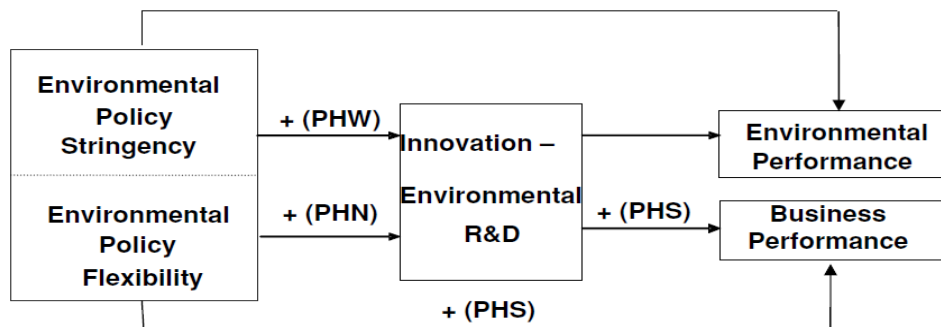 Environmental
Policy
Stringency
+ (PHW)
Environmental
Policy
Flexibility
+ (PHN)
Innovation –
Environmental
R&D
+ (PHS)
Environmental
Performance
Business
Performance
+ (PHS)